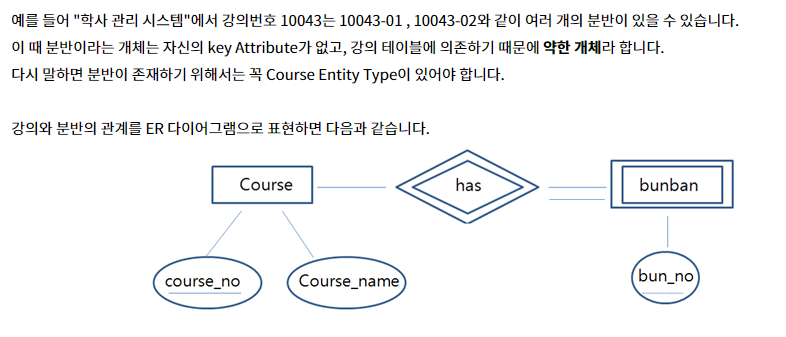 예를 들어 "학사 관리 시스템"에서 강의번호 10043는 10043-01 , 10043-02와 같이 여러 개의 분반이 있을 수 있습니다.
이 때 분반이라는 개체는 자신의 key Attribute가 없고, 강의 테이블에 의존하기 때문에 약한 개체라 합니다.
다시 말하면 분반이 존재하기 위해서는 꼭 Course Entity Type이 있어야 합니다.
강의와 분반의 관계를 ER 다이어그램으로 표현하면 다음과 같습니다.
Course
has
bunban
course_no
Course_name
bun_no